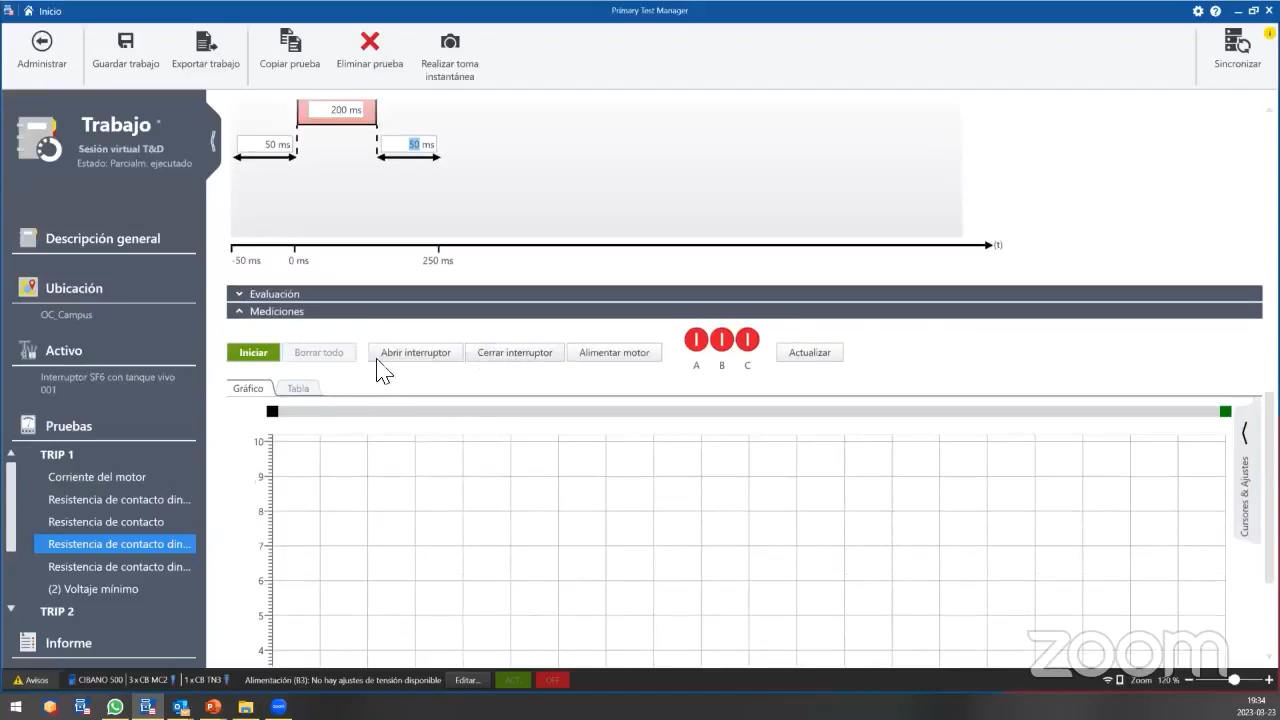 Inicio
Primary Test Manager
Administrar
Guardar trabajo
Exportar trabajo
Copiar prueba
Eliminar prueba
Realizar toma
instantánea
Sincronizar
Trabajo *
Sesión virtual T&D
Estado: Parcialm. ejecutado
Descripción general
Ubicación
OC_Campus
Activo
Interruptor SF6 con tanque vivo
001
Pruebas
TRIP 1
Corriente del motor
Resistencia de contacto din...
Resistencia de contacto
Resistencia de contacto din...
Resistencia de contacto din...
(2) Voltaje mínimo
TRIP 2
Informe
200 ms
50 ms
50 ms
(t)
-50 ms
0 ms
250 ms
Evaluación
Mediciones
Iniciar
Borrar todo
Abrir interruptor
Cerrar interruptor
Alimentar motor
A
B
C
Actualizar
Gráfico
Tabla
10
9
8
7
6
5
4
Cursores & Ajustes
zoom
Avisos
CIBANO 500
3 x CB MC2
1 x CB TN3
Alimentación (B3): No hay ajustes de tensión disponible
Editar...
ACT.
OFF
Zoom 120 %
zoom
19:34
2023-03-23